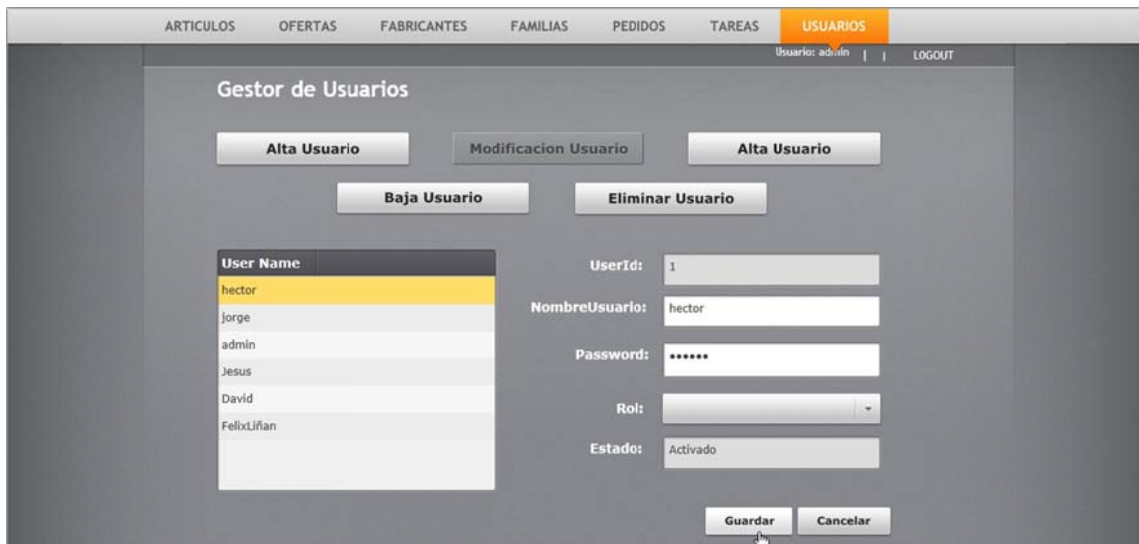 ARTICULOS OFERTAS FABRICANTES FAMILIAS PEDIDOS TAREAS USUARIOS
Usuario: admin | | LOGOUT
Gestor de Usuarios
Alta Usuario Modificacion Usuario Alta Usuario
Baja Usuario Eliminar Usuario
User Name
hector
jorge
admin
Jesus
David
FelixLiñan
UserId: 1
NombreUsuario: hector
Password: ••••••
Rol:
Estado: Activado
Guardar Cancelar